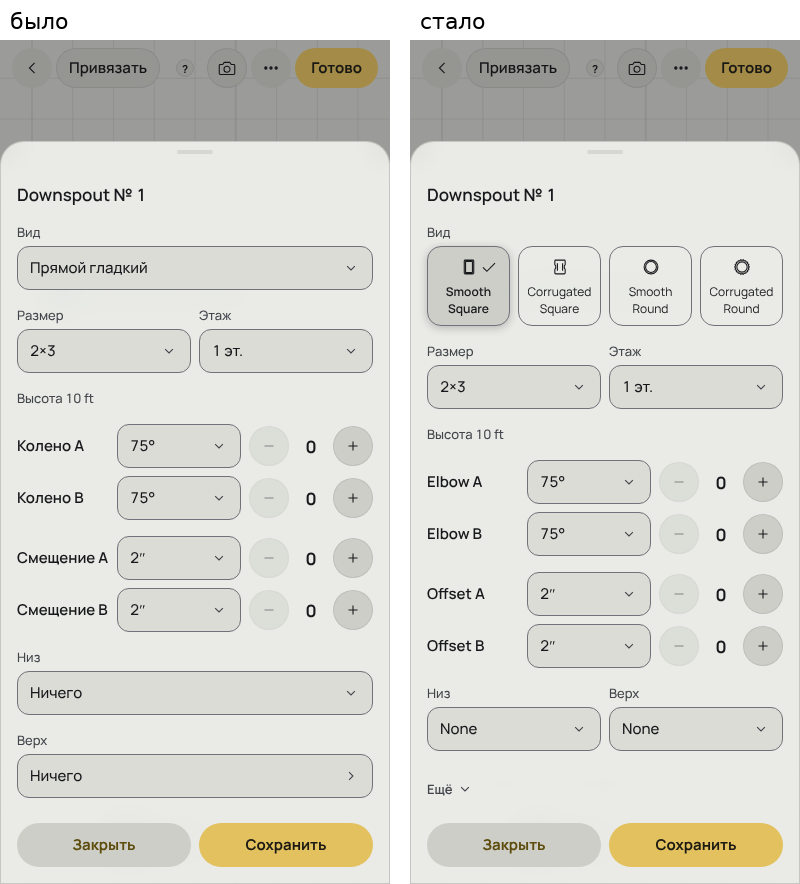 было
Привязать ? Готово
Downspout № 1
Вид
Прямой гладкий
Размер Этаж
2×3 1 эт.
Высота 10 ft
Колено A 75° − 0 +
Колено B 75° − 0 +
Смещение A 2″ − 0 +
Смещение B 2″ − 0 +
Низ
Ничего
Верх
Ничего
Закрыть Сохранить
стало
Привязать ? Готово
Downspout № 1
Вид
Smooth Square
Corrugated Square
Smooth Round
Corrugated Round
Размер Этаж
2×3 1 эт.
Высота 10 ft
Elbow A 75° − 0 +
Elbow B 75° − 0 +
Offset A 2″ − 0 +
Offset B 2″ − 0 +
Низ Верх
None None
Ещё
Закрыть Сохранить